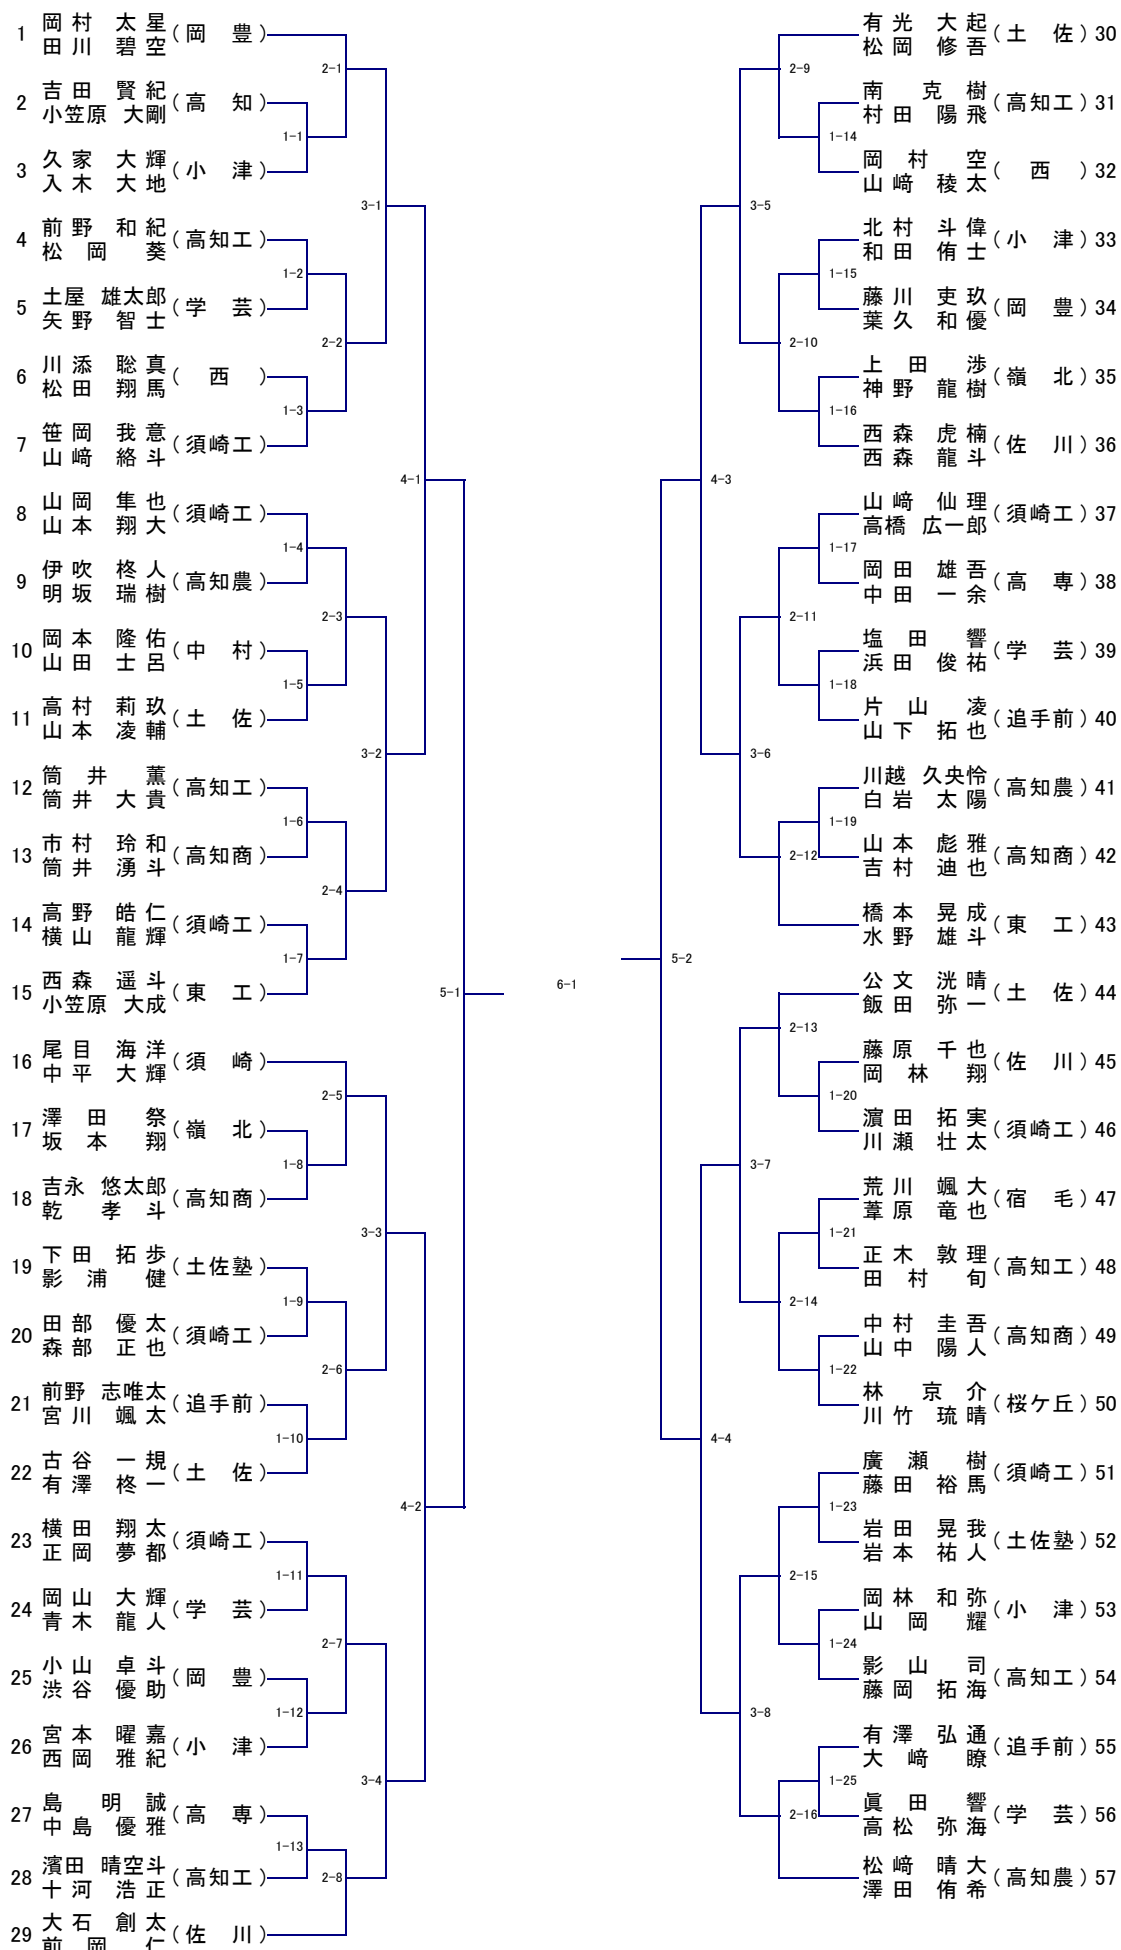 1 岡村 太星 (岡 豊)
田川 碧空
2 吉田 賢紀 (高 知)
小笠原 大剛
3 久家 大輝 (小 津)
入木 大地
4 前野 和紀 (高知工)
松岡 葵
5 土屋 雄太郎 (学 芸)
矢野 智士
6 川添 聡真 (西)
松田 翔馬
7 笹岡 我意 (須崎工)
山﨑 絡斗
8 山岡 隼也 (須崎工)
山本 翔大
9 伊吹 柊人 (高知農)
明坂 瑞樹
10 岡本 隆佑 (中 村)
山田 士呂
11 高村 莉玖 (土 佐)
山本 凌輔
12 筒井 薫 (高知工)
筒井 大貴
13 市村 玲和 (高知商)
筒井 湧斗
14 高野 皓仁 (須崎工)
横山 龍輝
15 西森 遥斗 (東 工)
小笠原 大成
16 尾目 海洋 (須 崎)
中平 大輝
17 澤田 祭 (嶺 北)
坂本 翔
18 吉永 悠太郎 (高知商)
乾 孝斗
19 下田 拓歩 (土佐塾)
影浦 健
20 田部 優太 (須崎工)
森部 正也
21 前野 志唯太 (追手前)
宮川 颯太
22 古谷 一規 (土 佐)
有澤 柊一
23 横田 翔太 (須崎工)
正岡 夢都
24 岡山 大輝 (学 芸)
青木 龍人
25 小山 卓斗 (岡 豊)
渋谷 優助
26 宮本 曜嘉 (小 津)
西岡 雅紀
27 島 明誠 (高 専)
中島 優雅
28 濱田 晴空斗 (高知工)
十河 浩正
29 大石 創太 (佐 川)
前岡 仁
1-1
1-2
1-3
1-4
1-5
1-6
1-7
1-8
1-9
1-10
1-11
1-12
1-13
2-1
2-2
2-3
2-4
2-5
2-6
2-7
2-8
3-1
3-2
3-3
3-4
4-1
4-2
5-1
6-1
5-2
4-3
4-4
3-5
3-6
3-7
3-8
2-9
2-10
2-11
2-12
2-13
2-14
2-15
2-16
1-14
1-15
1-16
1-17
1-18
1-19
1-20
1-21
1-22
1-23
1-24
1-25
有光 大起 (土 佐) 30
松岡 修吾
南 克樹 (高知工) 31
村田 陽飛
岡村 空 (西) 32
山﨑 稜太
北村 斗偉 (小 津) 33
和田 侑士
藤川 吏玖 (岡 豊) 34
葉久 和優
上田 渉 (嶺 北) 35
神野 龍樹
西森 虎楠 (佐 川) 36
西森 龍斗
山﨑 仙理 (須崎工) 37
高橋 広一郎
岡田 雄吾 (高 専) 38
中田 一余
塩田 響 (学 芸) 39
浜田 俊祐
片山 凌 (追手前) 40
山下 拓也
川越 久央怜 (高知農) 41
白岩 太陽
山本 彪雅 (高知商) 42
吉村 迪也
橋本 晃成 (東 工) 43
水野 雄斗
公文 洸晴 (土 佐) 44
飯田 弥一
藤原 千也 (佐 川) 45
岡林 翔
濵田 拓実 (須崎工) 46
川瀬 壮太
荒川 颯大 (宿 毛) 47
葦原 竜也
正木 敦理 (高知工) 48
田村 旬
中村 圭吾 (高知商) 49
山中 陽人
林 京介 (桜ケ丘) 50
川竹 琉晴
廣瀬 樹 (須崎工) 51
藤田 裕馬
岩田 晃我 (土佐塾) 52
岩本 祐人
岡林 和弥 (小 津) 53
山岡 耀
影山 司 (高知工) 54
藤岡 拓海
有澤 弘通 (追手前) 55
大﨑 瞭
眞田 響 (学 芸) 56
高松 弥海
松﨑 晴大 (高知農) 57
澤田 侑希